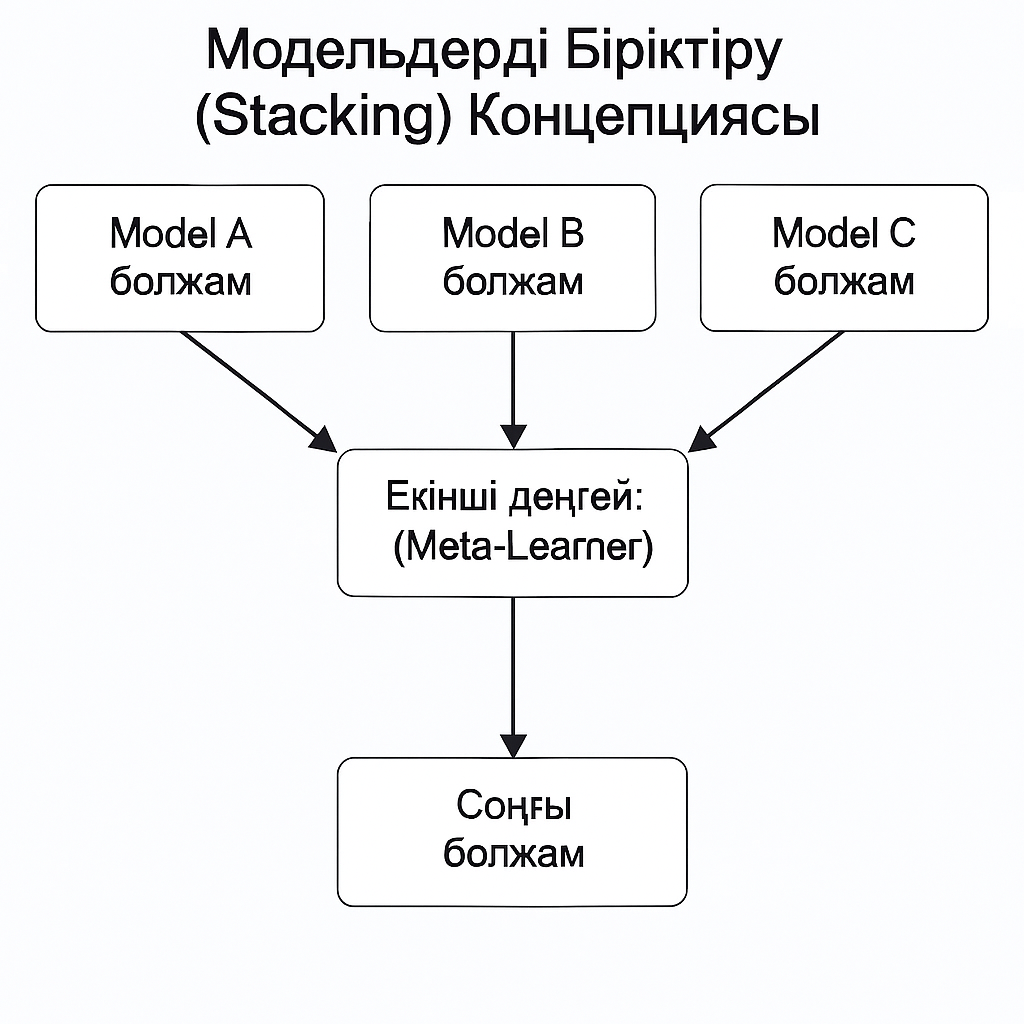 Модельдерді Біріктіру
(Stacking) Концепциясы
Model A
болжам
Model B
болжам
Model C
болжам
Екінші деңгей:
(Meta-Learner)
Соңғы
болжам